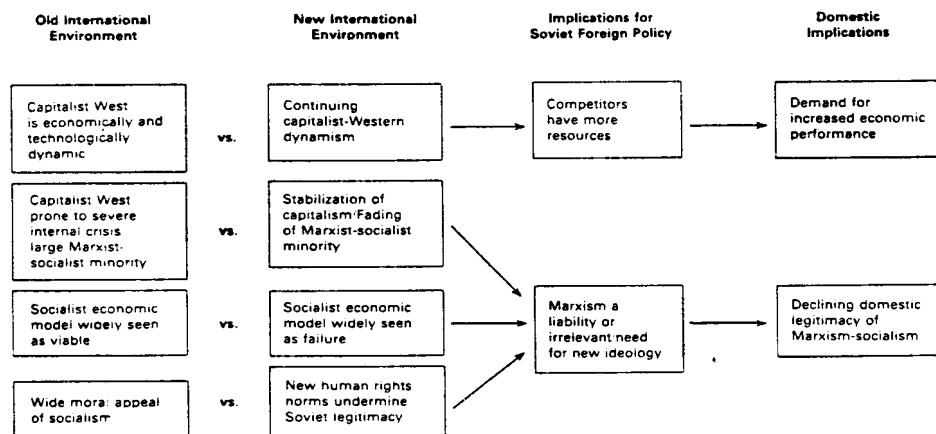 Old International
Environment
New International
Environment
Implications for
Soviet Foreign Policy
Domestic
Implications
Capitalist West
is economically and
technologically
dynamic
vs.
Continuing
capitalist-Western
dynamism
Competitors
have more
resources
Demand for
increased economic
performance
Capitalist West
prone to severe
internal crisis
large Marxist-
socialist minority
vs.
Stabilization of
capitalism/Fading
of Marxist-socialist
minority
Socialist economic
model widely seen
as viable
vs.
Socialist economic
model widely seen
as failure
Marxism a
liability or
irrelevant/need
for new ideology
Declining domestic
legitimacy of
Marxism-socialism
Wide moral appeal
of socialism
vs.
New human rights
norms undermine
Soviet legitimacy